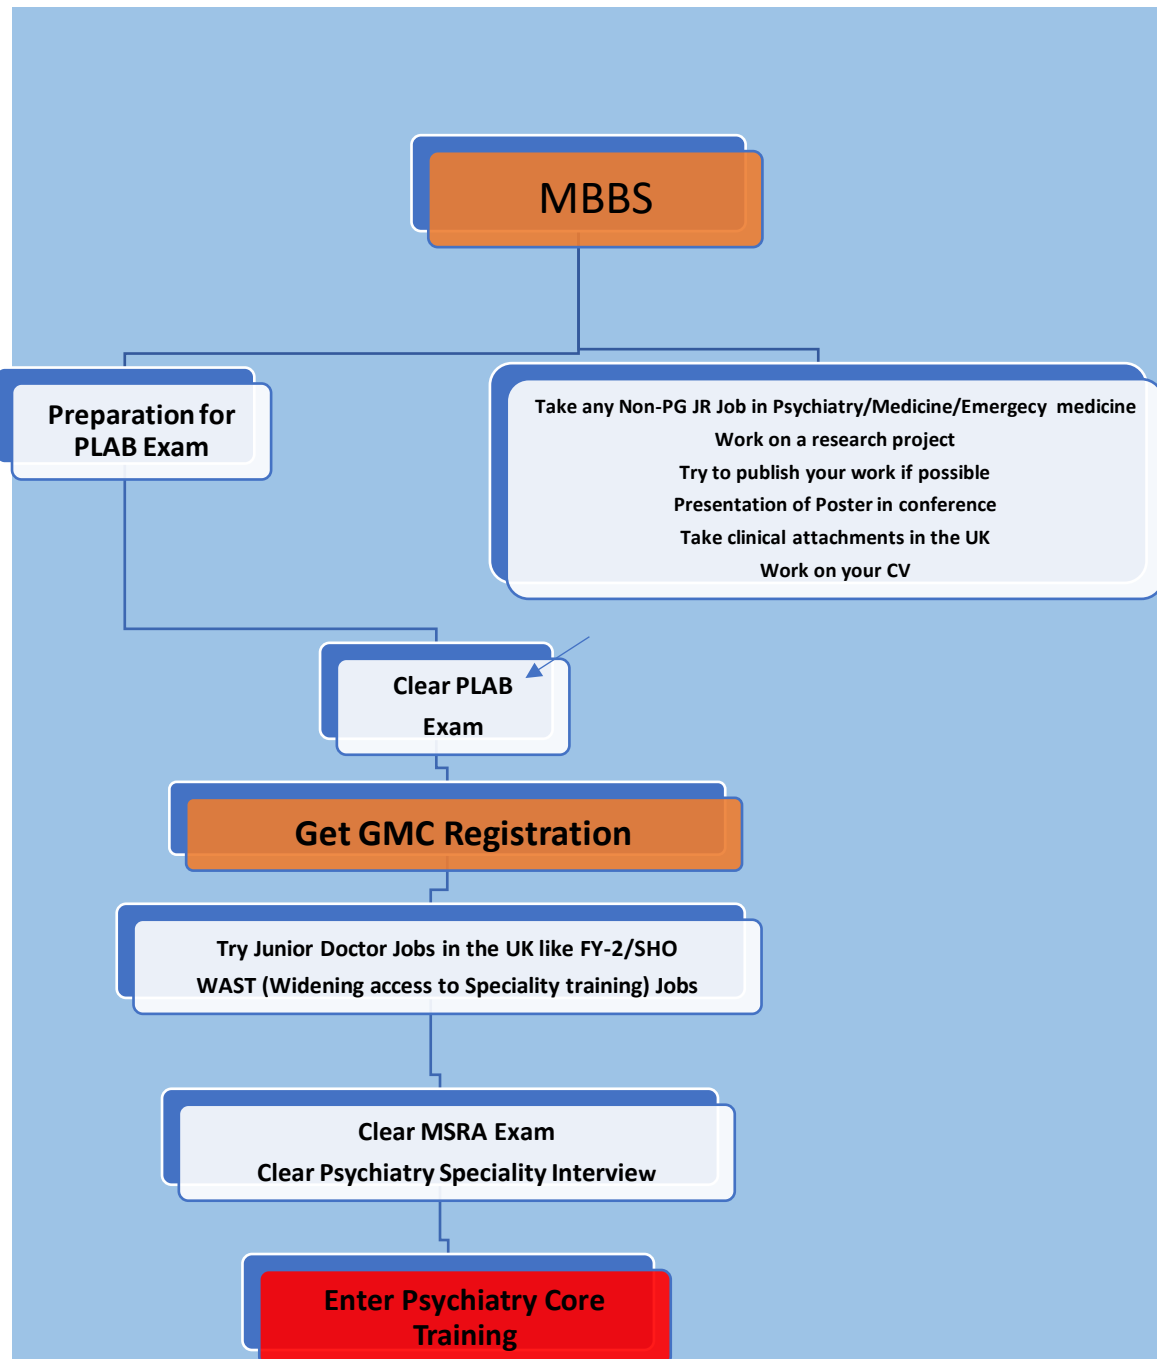 MBBS
Preparation for
PLAB Exam
Take any Non-PG JR Job in Psychiatry/Medicine/Emergecy medicine
Work on a research project
Try to publish your work if possible
Presentation of Poster in conference
Take clinical attachments in the UK
Work on your CV
Clear PLAB
Exam
Get GMC Registration
Try Junior Doctor Jobs in the UK like FY-2/SHO
WAST (Widening access to Speciality training) Jobs
Clear MSRA Exam
Clear Psychiatry Speciality Interview
Enter Psychiatry Core
Training